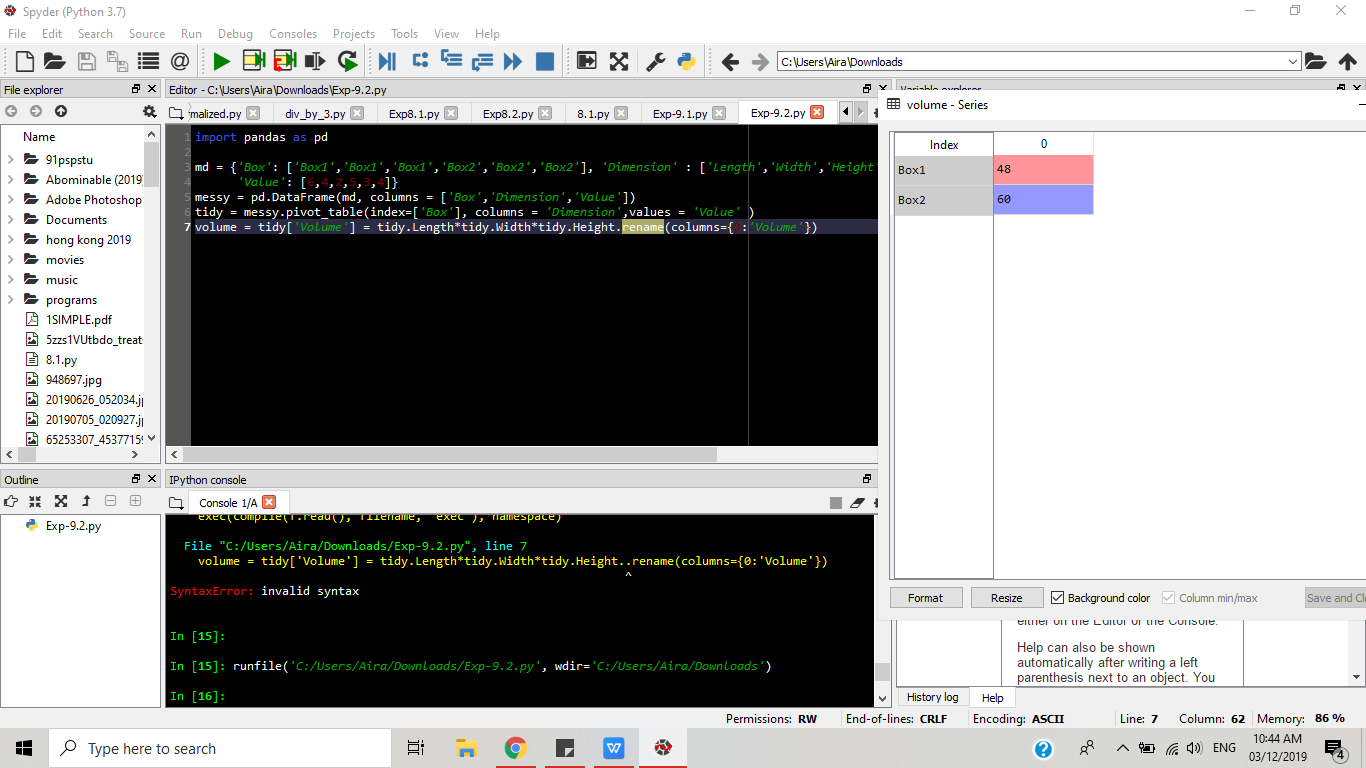 Spyder (Python 3.7)
File Edit Search Source Run Debug Consoles Projects Tools View Help
C:\Users\Aira\Downloads
File explorer
Editor - C:\Users\Aira\Downloads\Exp-9.2.py
malized.py div_by_3.py Exp8.1.py Exp8.2.py 8.1.py Exp-9.1.py Exp-9.2.py
Name
91pspstu
Abominable (2019)
Adobe Photoshop
Documents
hong kong 2019
movies
music
programs
1SIMPLE.pdf
5zzs1VUtbdo_treat
8.1.py
948697.jpg
20190626_052034.j
20190705_020927.j
65253307_45377159
1 import pandas as pd
2
3 md = {'Box': ['Box1','Box1','Box1','Box2','Box2','Box2'], 'Dimension' : ['Length','Width','Height'
4 'Value': [6,4,2,5,3,4]}
5 messy = pd.DataFrame(md, columns = ['Box','Dimension','Value'])
6 tidy = messy.pivot_table(index=['Box'], columns = 'Dimension',values = 'Value' )
7 volume = tidy['Volume'] = tidy.Length*tidy.Width*tidy.Height.rename(columns={0:'Volume'})
volume - Series
Index 0
Box1 48
Box2 60
Format Resize Background color Column min/max Save and Cl
either on the Editor or the Console.
Help can also be shown
automatically after writing a left
parenthesis next to an object. You
History log Help
Outline
Exp-9.2.py
IPython console
Console 1/A
exec(compile(f.read(), filename, 'exec'), namespace)
File "C:/Users/Aira/Downloads/Exp-9.2.py", line 7
volume = tidy['Volume'] = tidy.Length*tidy.Width*tidy.Height..rename(columns={0:'Volume'})
^
SyntaxError: invalid syntax
In [15]:
In [15]: runfile('C:/Users/Aira/Downloads/Exp-9.2.py', wdir='C:/Users/Aira/Downloads')
In [16]:
Permissions: RW End-of-lines: CRLF Encoding: ASCII Line: 7 Column: 62 Memory: 86 %
Type here to search
ENG
10:44 AM
03/12/2019
4